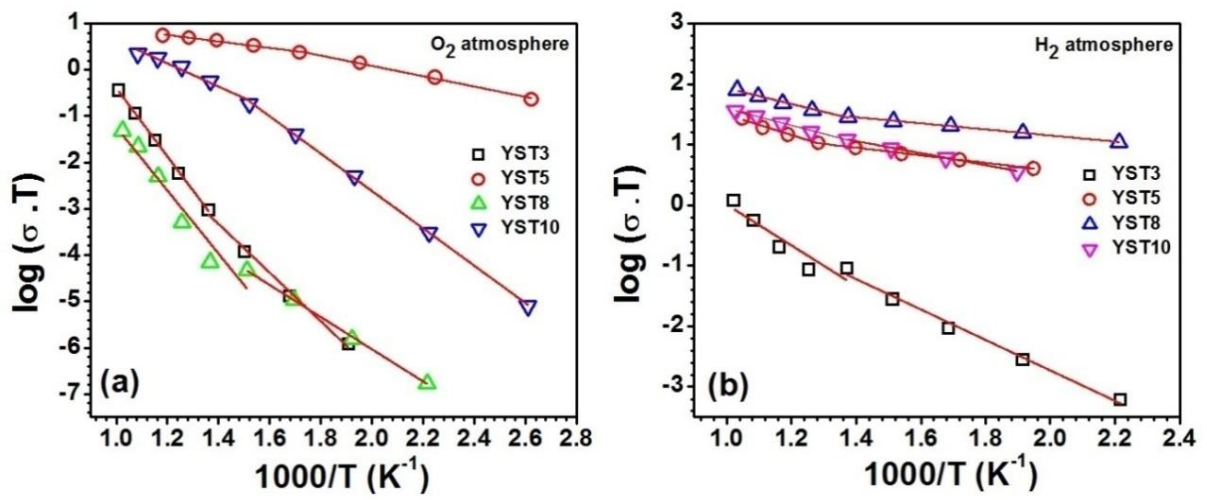 1
0
-1
-2
-3
-4
-5
-6
-7
log (σ .T)
O2 atmosphere
YST3
YST5
YST8
YST10
(a)
1.0 1.2 1.4 1.6 1.8 2.0 2.2 2.4 2.6 2.8
1000/T (K-1)
3
2
1
0
-1
-2
-3
log (σ .T)
H2 atmosphere
YST3
YST5
YST8
YST10
(b)
1.0 1.2 1.4 1.6 1.8 2.0 2.2 2.4
1000/T (K-1)